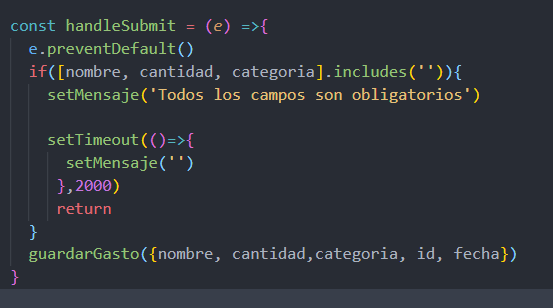 const handleSubmit = (e) =>{
e.preventDefault()
if([nombre, cantidad, categoria].includes('')){
setMensaje('Todos los campos son obligatorios')
setTimeout(()=>{
setMensaje('')
},2000)
return
}
guardarGasto({nombre, cantidad,categoria, id, fecha})
}